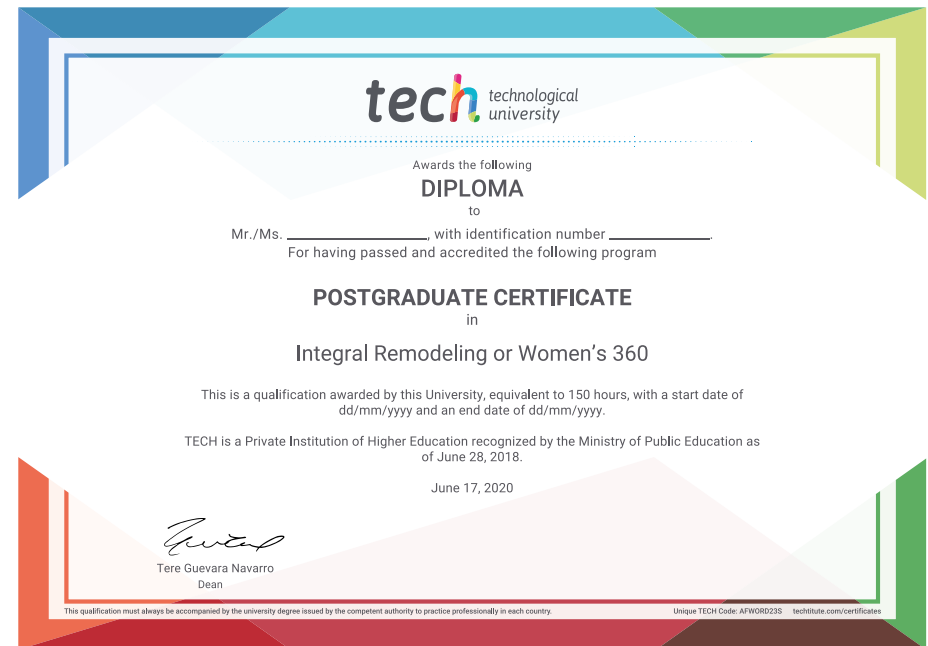 tech technological
university
Awards the following
DIPLOMA
to
Mr./Ms. ____________________, with identification number ______________.
For having passed and accredited the following program
POSTGRADUATE CERTIFICATE
in
Integral Remodeling or Women's 360
This is a qualification awarded by this University, equivalent to 150 hours, with a start date of
dd/mm/yyyy and an end date of dd/mm/yyyy.
TECH is a Private Institution of Higher Education recognized by the Ministry of Public Education as
of June 28, 2018.
June 17, 2020
Tere Guevara Navarro
Dean
This qualification must always be accompanied by the university degree issued by the competent authority to practice professionally in each country. Unique TECH Code: AFWORD23S techtitute.com/certificates